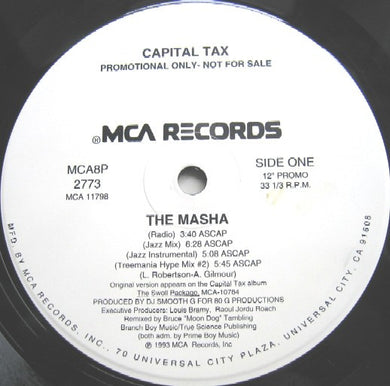 CAPITAL TAX
PROMOTIONAL ONLY- NOT FOR SALE
®MCA RECORDS
MCA8P
2773
MCA 11798
SIDE ONE
12" PROMO
33 1/3 R.P.M.
THE MASHA
(Radio) 3:40 ASCAP
(Jazz Mix) 6:28 ASCAP
(Jazz Instrumental) 5:08 ASCAP
(Treemania Hype Mix #2) 5:45 ASCAP
(L. Robertson-A. Gilmour)
Original version appears on the Capital Tax album
The Swoll Package, MCA-10784
PRODUCED BY DJ SMOOTH G FOR 80 G PRODUCTIONS
Executive Producers: Louis Bramy, Raoul Jordu Roach
Remixed by Bruce "Moon Dog" Tambling
Branch Boy Music/True Science Publishing
(both adm. by Prime Boy Music)
℗ 1993 MCA Records, Inc
MFD. BY MCA RECORDS, INC., 70 UNIVERSAL CITY PLAZA, UNIVERSAL CITY, CA 91608